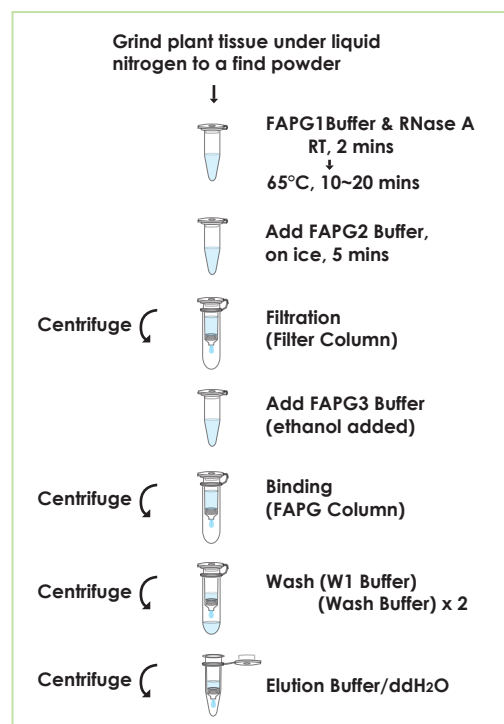 Grind plant tissue under liquid
nitrogen to a find powder
FAPG1Buffer & RNase A
RT, 2 mins
65°C, 10~20 mins
Add FAPG2 Buffer,
on ice, 5 mins
Centrifuge
Filtration
(Filter Column)
Add FAPG3 Buffer
(ethanol added)
Centrifuge
Binding
(FAPG Column)
Centrifuge
Wash (W1 Buffer)
(Wash Buffer) x 2
Centrifuge
Elution Buffer/ddH₂O